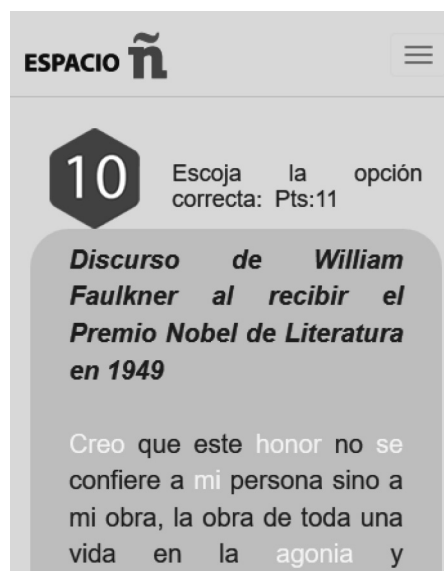 ESPACIO ñ
10
Escoja la opción
correcta: Pts:11
Discurso de William
Faulkner al recibir el
Premio Nobel de Literatura
en 1949
Creo que este honor no se
confiere a mi persona sino a
mi obra, la obra de toda una
vida en la agonia y